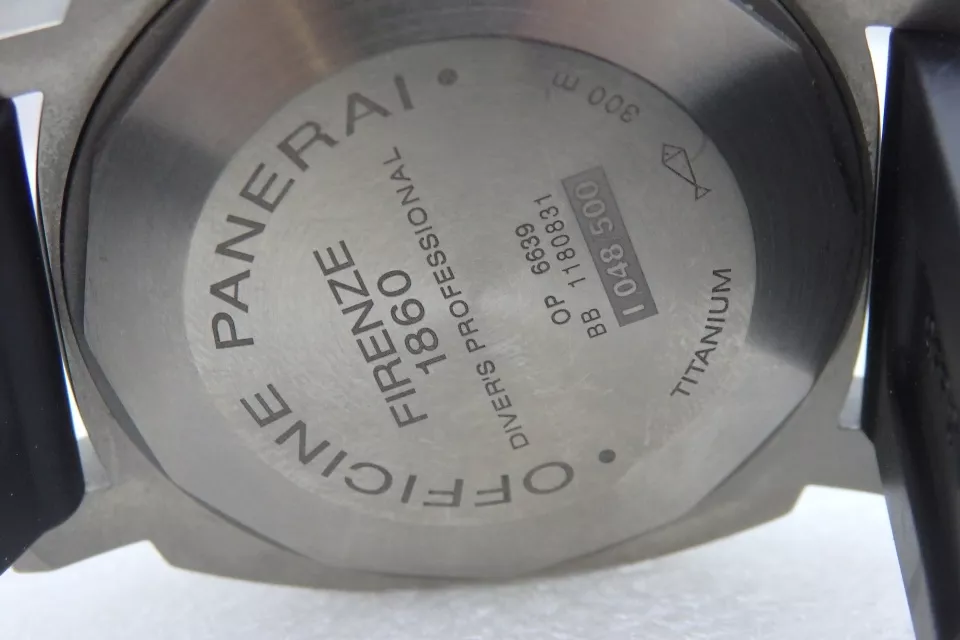 OFFICINE PANERAI
FIRENZE
1860
DIVER'S PROFESSIONAL
OP 6639
BB 1180831
I 048 500
TITANIUM
300 m